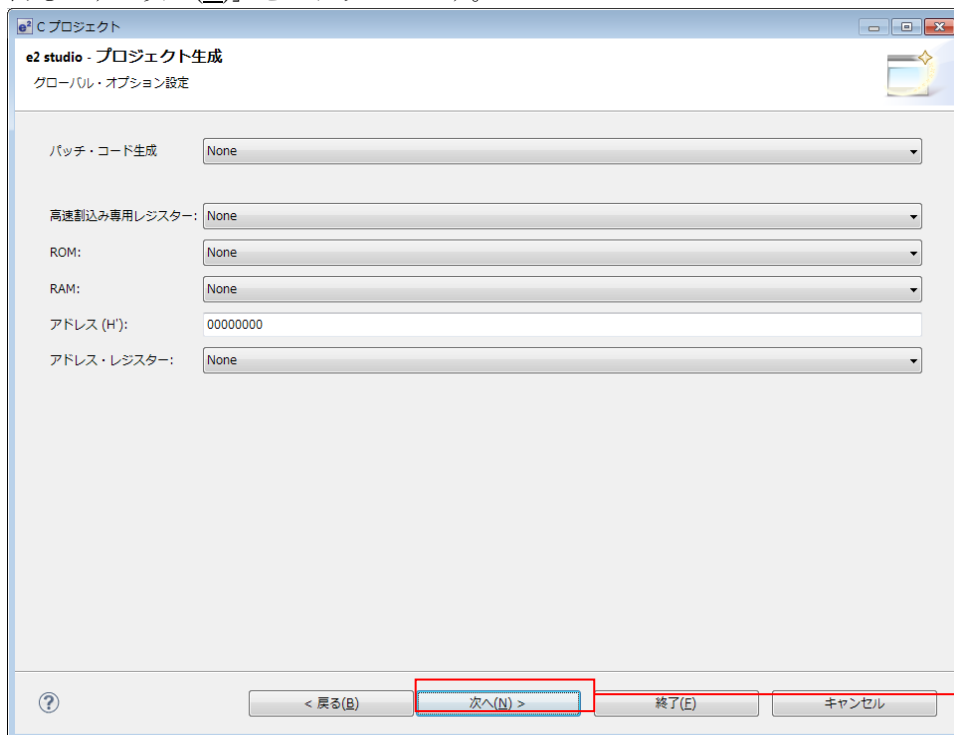 e² C プロジェクト
e2 studio - プロジェクト生成
グローバル・オプション設定
パッチ・コード生成 None
高速割込み専用レジスター: None
ROM: None
RAM: None
アドレス (H'): 00000000
アドレス・レジスター: None
? < 戻る(B) 次へ(N) > 終了(F) キャンセル